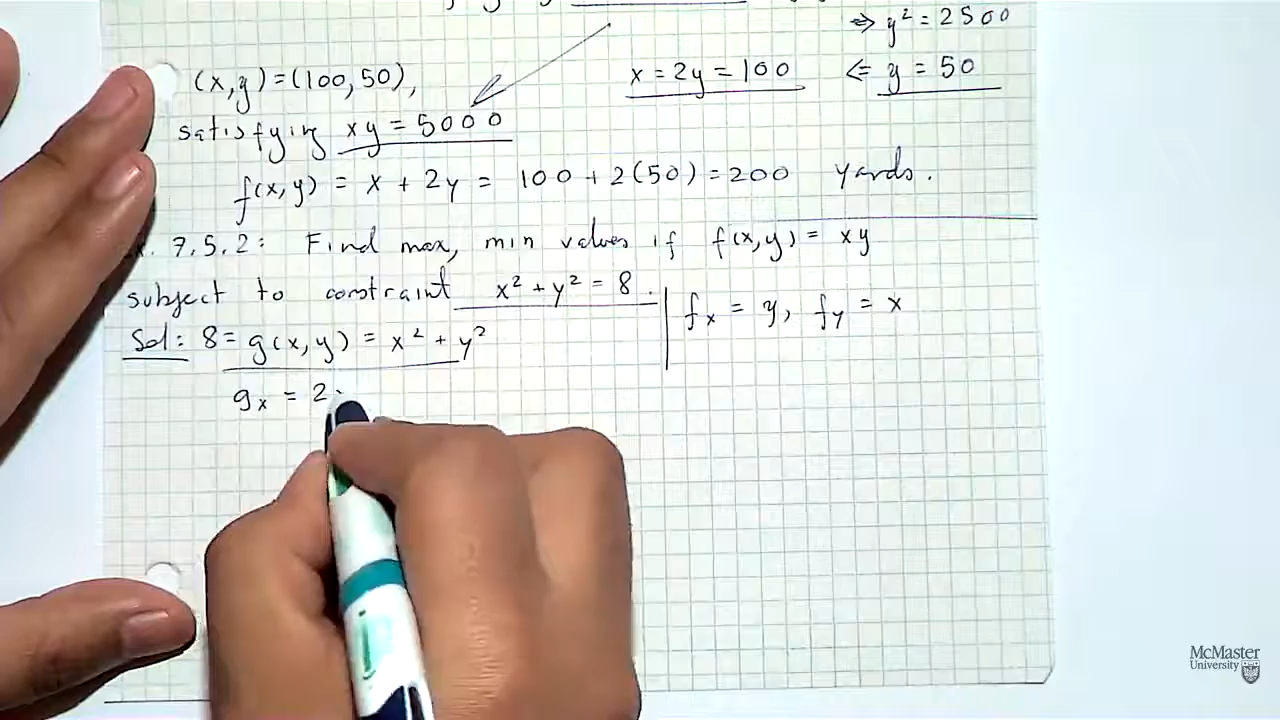 ⇒ y² = 2500
(x,y) = (100,50),
x = 2y = 100 ⇐ y = 50
satisfying xy = 5000
f(x,y) = x + 2y = 100 + 2(50) = 200 yards.
7.5.2: Find max, min values if f(x,y) = xy
subject to constraint x² + y² = 8.
fx = y, fy = x
Sol: 8 = g(x,y) = x² + y²
gx = 2
McMaster
University